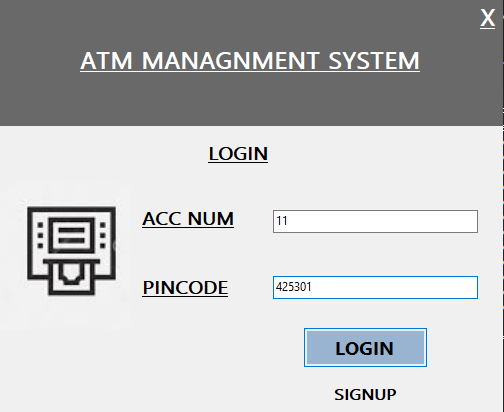 X
ATM MANAGNMENT SYSTEM
LOGIN
ACC NUM 11
PINCODE 425301
LOGIN
SIGNUP